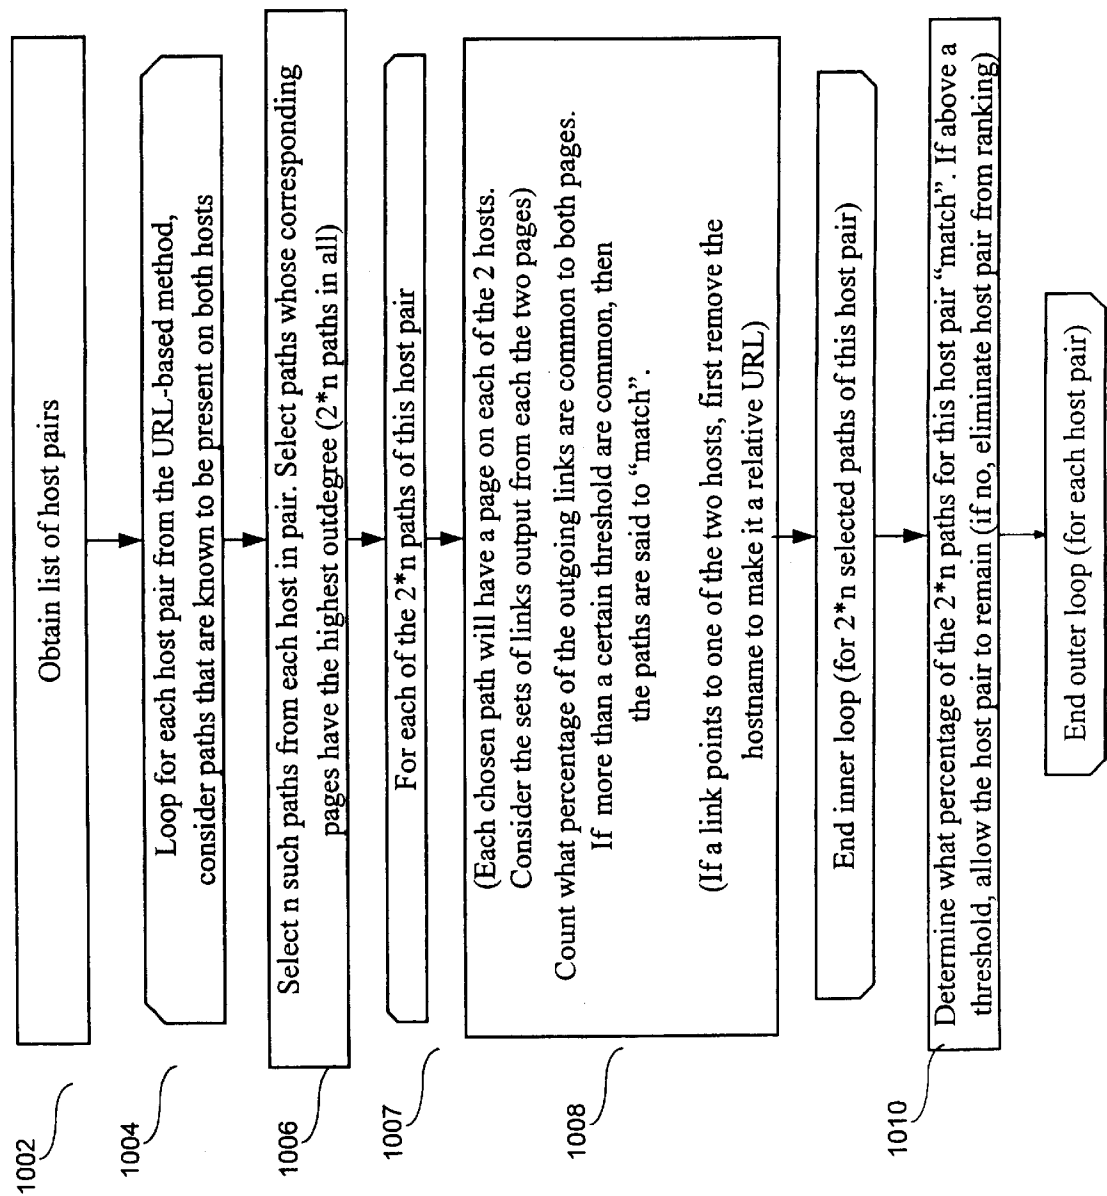 1002
Obtain list of host pairs
1004
Loop for each host pair from the URL-based method,
consider paths that are known to be present on both hosts
1006
Select n such paths from each host in pair. Select paths whose corresponding
pages have the highest outdegree (2*n paths in all)
1007
For each of the 2*n paths of this host pair
1008
(Each chosen path will have a page on each of the 2 hosts.
Consider the sets of links output from each the two pages)
Count what percentage of the outgoing links are common to both pages.
If more than a certain threshold are common, then
the paths are said to “match”.
(If a link points to one of the two hosts, first remove the
hostname to make it a relative URL)
End inner loop (for 2*n selected paths of this host pair)
1010
Determine what percentage of the 2*n paths for this host pair “match”. If above a
threshold, allow the host pair to remain (if no, eliminate host pair from ranking)
End outer loop (for each host pair)